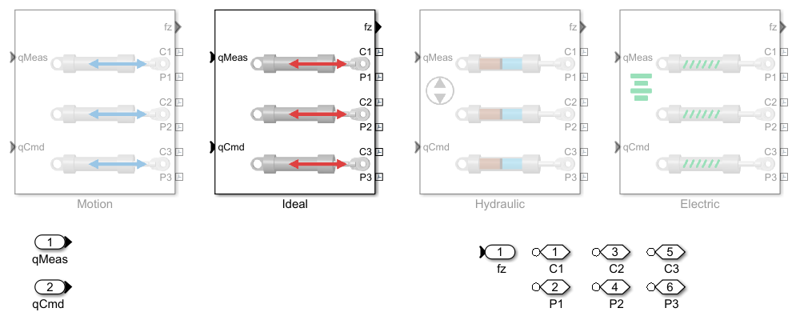 fz fz fz fz
C1 C1 C1 C1
qMeas qMeas qMeas qMeas
P1 P1 P1 P1
C2 C2 C2 C2
P2 P2 P2 P2
qCmd qCmd qCmd qCmd
C3 C3 C3 C3
P3 P3 P3 P3
Motion Ideal Hydraulic Electric
1 1 1 3 5
qMeas fz C1 C2 C3
2 2 4 6
qCmd P1 P2 P3